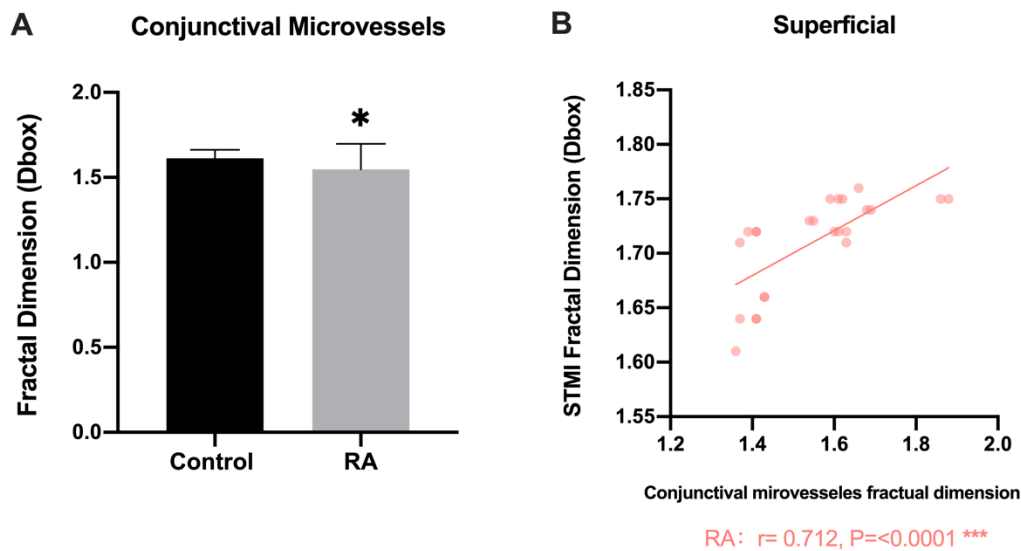 A
Conjunctival Microvessels
Fractal Dimension (Dbox)
2.0
1.5
1.0
0.5
0.0
*
Control
RA
B
Superficial
STMI Fractal Dimension (Dbox)
1.85
1.80
1.75
1.70
1.65
1.60
1.55
1.2
1.4
1.6
1.8
2.0
Conjunctival mirovesseles fractual dimension
RA: r= 0.712, P=<0.0001 ***